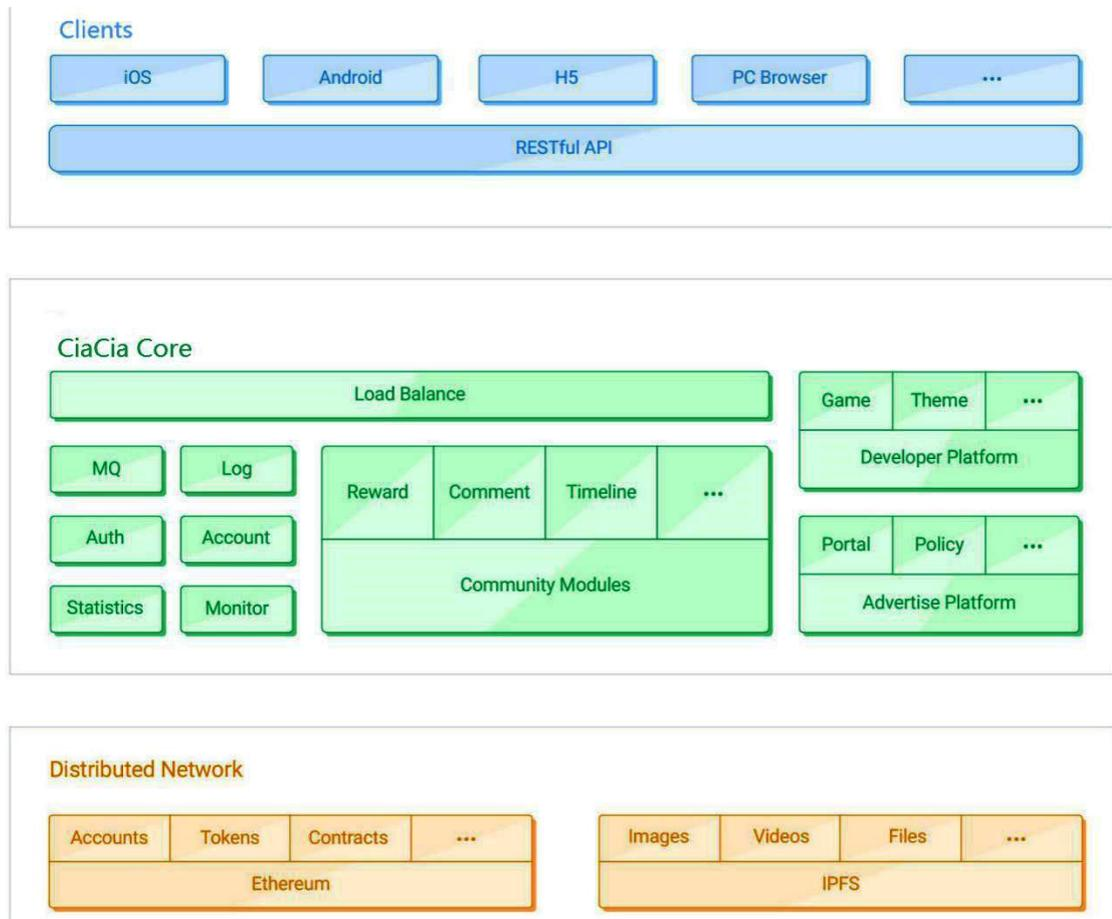 Clients
iOS Android H5 PC Browser ...
RESTful API
CiaCia Core
Load Balance
Game Theme ...
Developer Platform
MQ Log
Reward Comment Timeline ...
Auth Account
Community Modules
Portal Policy ...
Advertise Platform
Statistics Monitor
Distributed Network
Accounts Tokens Contracts ...
Ethereum
Images Videos Files ...
IPFS